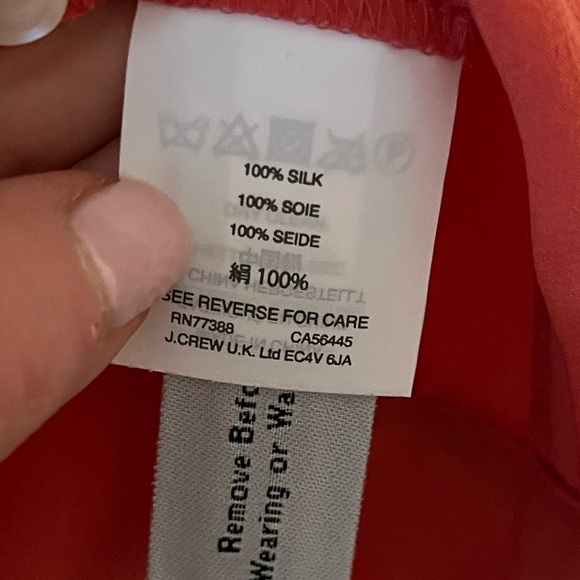 100% SILK
100% SOIE
100% SEIDE
絹 100%
SEE REVERSE FOR CARE
RN77388 CA56445
J.CREW U.K. Ltd EC4V 6JA
Remove Befo
Wearing or Wa